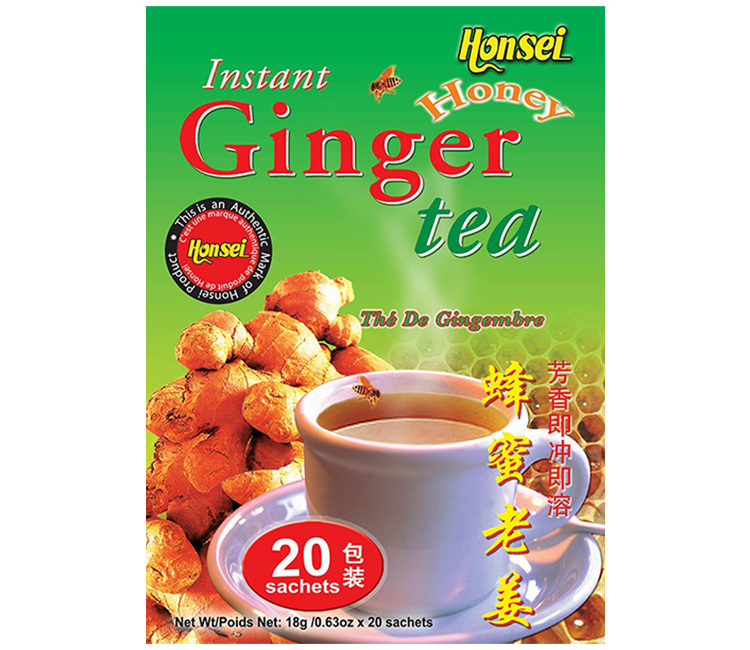 Honsei
Instant
Honey
Ginger
tea
This is an Authentic Mark of Honsei Product
C'est une marque authentique de produit de Honsei
Honsei
Thé De Gingembre
芳香即冲即溶
蜂蜜老姜
20
sachets
包装
Net Wt/Poids Net: 18g /0.63oz x 20 sachets